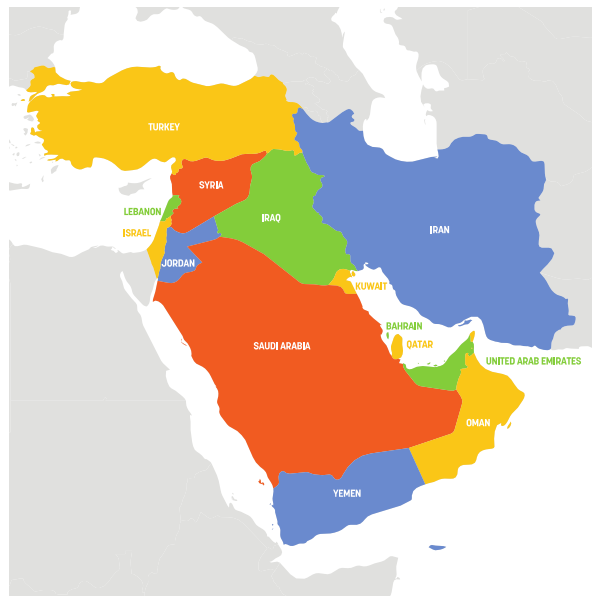 TURKEY
SYRIA
LEBANON
IRAQ
ISRAEL
IRAN
JORDAN
KUWAIT
BAHRAIN
SAUDI ARABIA
QATAR
UNITED ARAB EMIRATES
OMAN
YEMEN